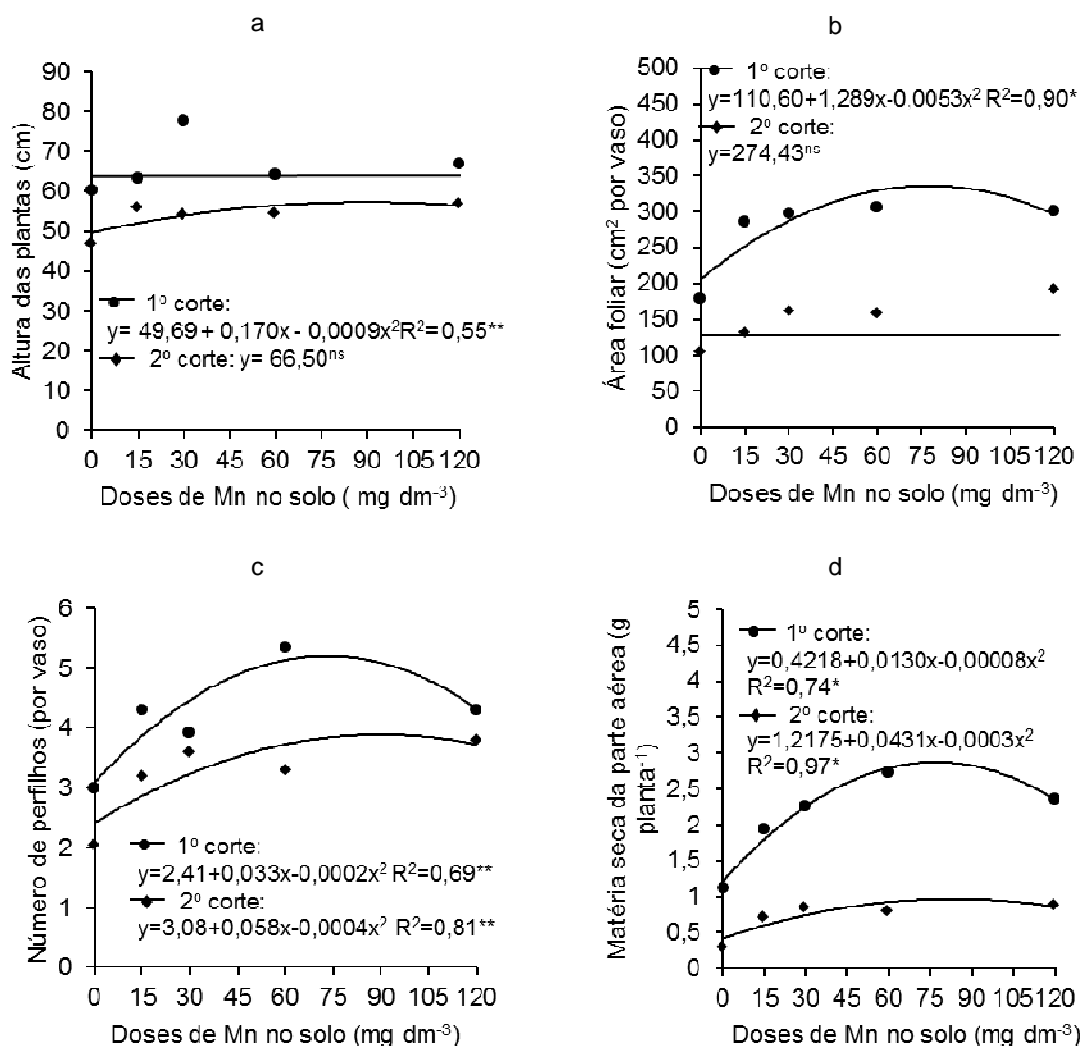 a
90
80
70
60
50
40
30
20
10
0
Altura das plantas (cm)
1º corte:
y= 49,69 + 0,170x - 0,0009x² R²=0,55**
2º corte: y= 66,50ⁿˢ
0 15 30 45 60 75 90 105 120
Doses de Mn no solo ( mg dm⁻³)
b
500
450
400
350
300
250
200
150
100
50
0
Área foliar (cm² por vaso)
1º corte:
y=110,60+1,289x-0.0053x² R²=0,90*
2º corte:
y=274,43ⁿˢ
0 15 30 45 60 75 90 105 120
Doses de Mn no solo (mg dm⁻³)
c
6
5
4
3
2
1
0
Número de perfilhos (por vaso)
1º corte:
y=2,41+0,033x-0,0002x² R²=0,69**
2º corte:
y=3,08+0,058x-0,0004x² R²=0,81**
0 15 30 45 60 75 90 105 120
Doses de Mn no solo (mg dm⁻³)
d
5
4,5
4
3,5
3
2,5
2
1,5
1
0,5
0
Matéria seca da parte aérea (g
planta⁻¹)
1º corte:
y=0,4218+0,0130x-0,00008x²
R²=0,74*
2º corte:
y=1,2175+0,0431x-0,0003x²
R²=0,97*
0 15 30 45 60 75 90 105 120
Doses de Mn no solo (mg dm⁻³)